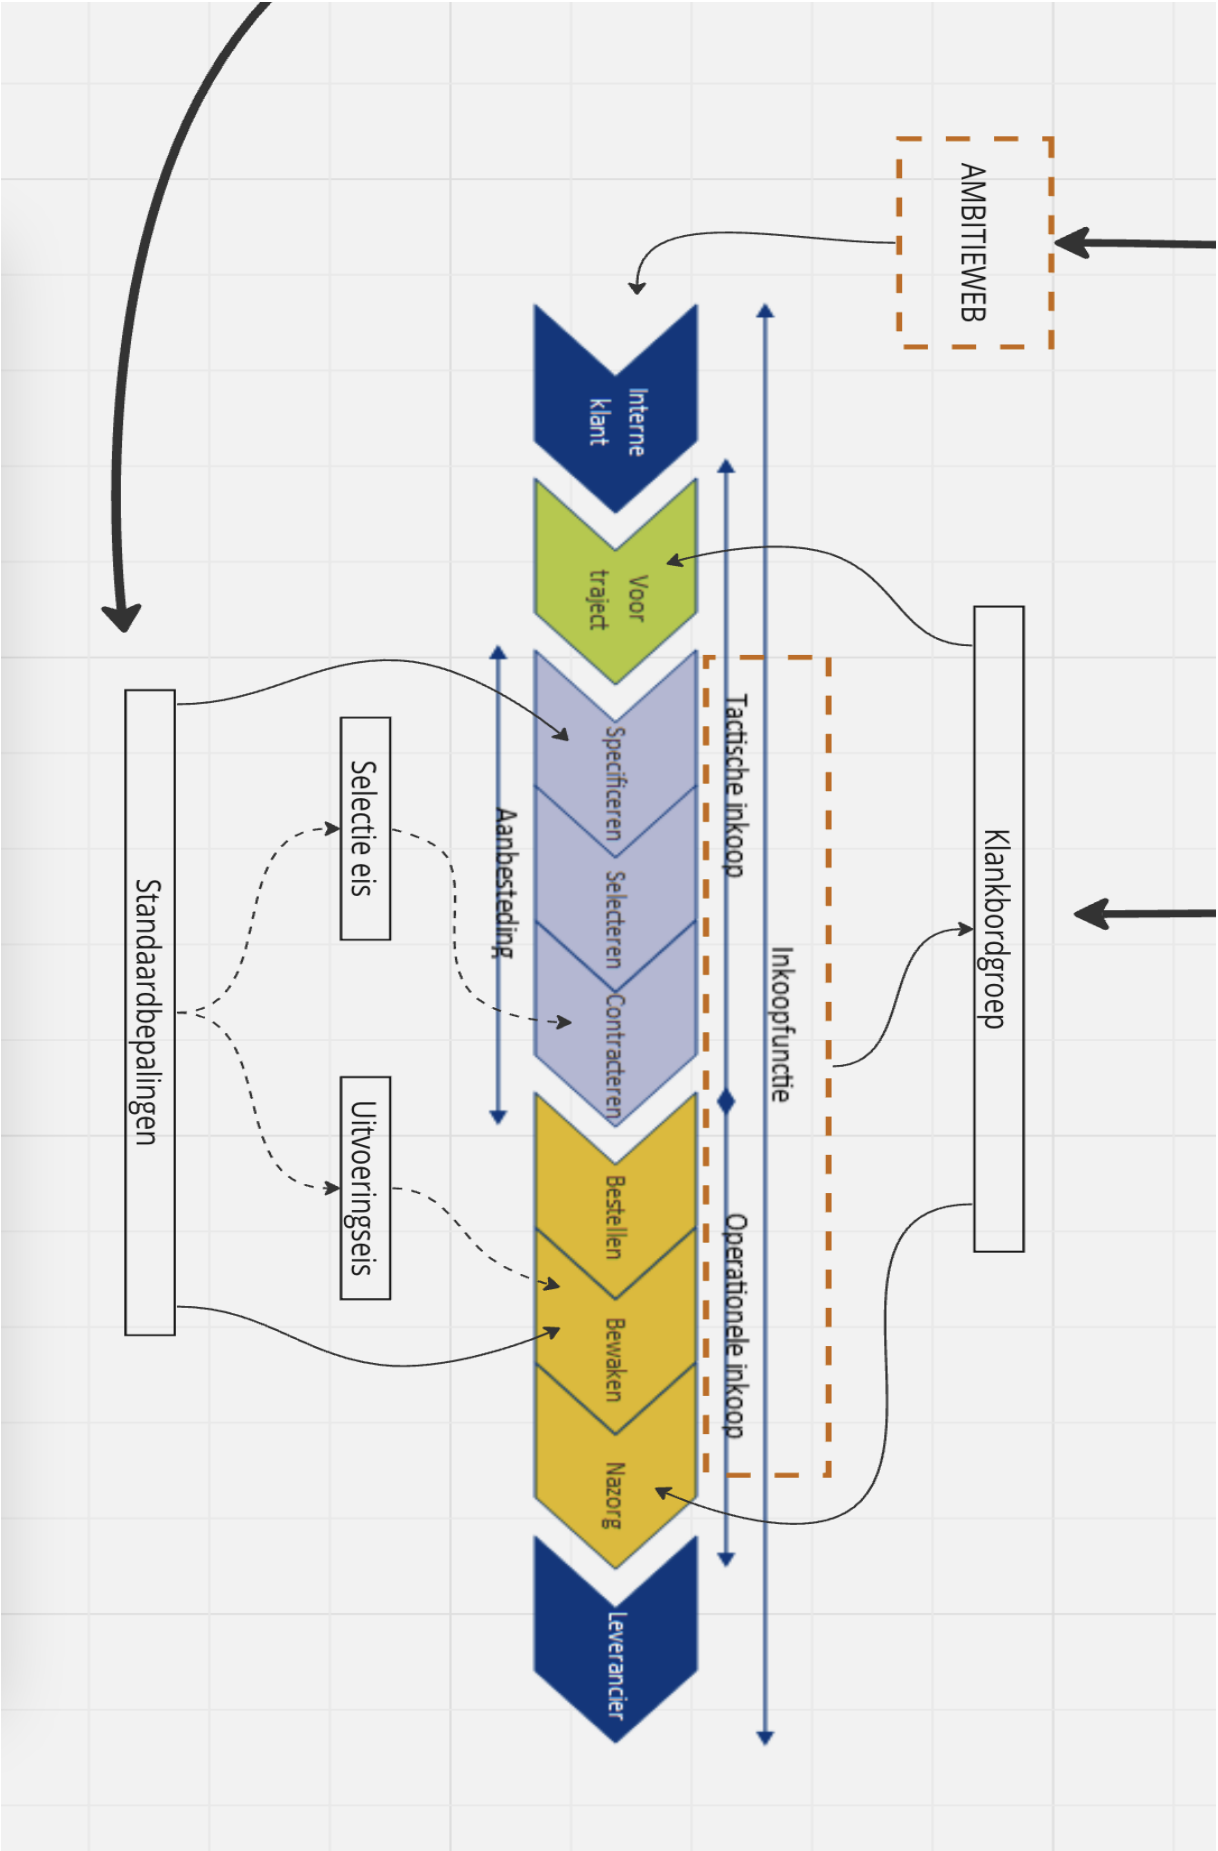 AMBITIEWEB
Klankbordgroep
Inkoopfunctie
Tactische inkoop
Operationele inkoop
Interne
klant
Voor
traject
Specificeren
Selecteren
Contracteren
Bestellen
Bewaken
Nazorg
Leverancier
Aanbesteding
Selectie eis
Uitvoeringseis
Standaardbepalingen